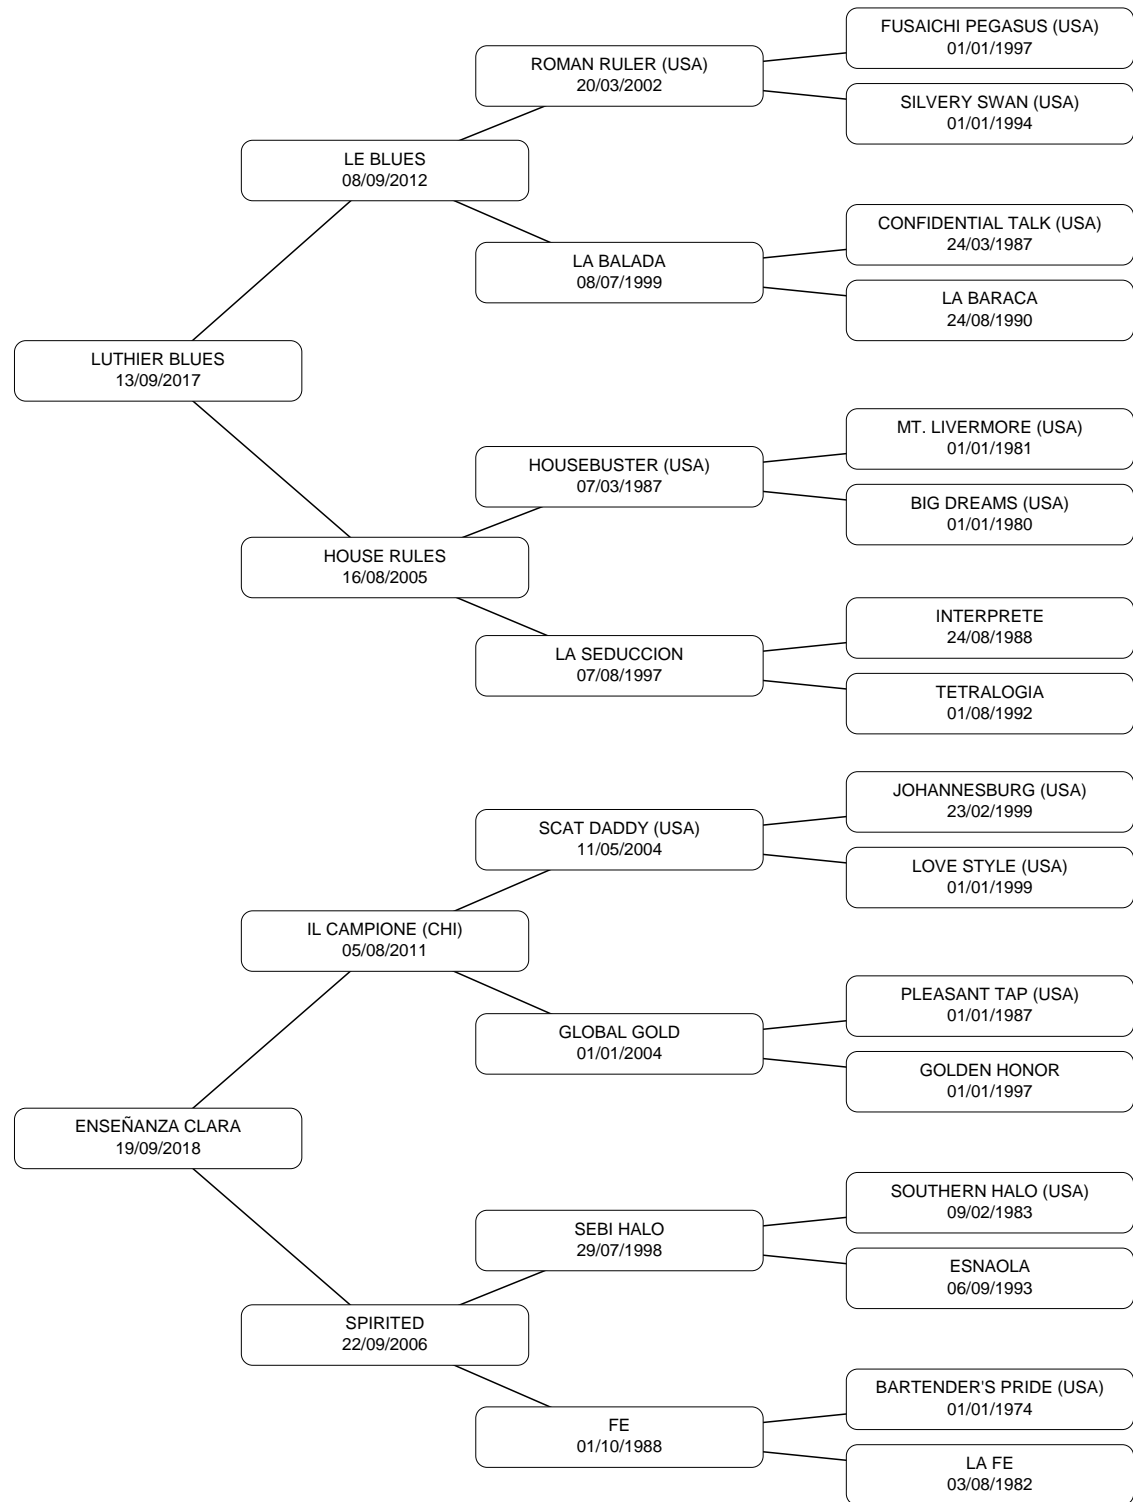 FUSAICHI PEGASUS (USA)
01/01/1997
ROMAN RULER (USA)
20/03/2002
SILVERY SWAN (USA)
01/01/1994
LE BLUES
08/09/2012
CONFIDENTIAL TALK (USA)
24/03/1987
LA BALADA
08/07/1999
LA BARACA
24/08/1990
LUTHIER BLUES
13/09/2017
MT. LIVERMORE (USA)
01/01/1981
HOUSEBUSTER (USA)
07/03/1987
BIG DREAMS (USA)
01/01/1980
HOUSE RULES
16/08/2005
INTERPRETE
24/08/1988
LA SEDUCCION
07/08/1997
TETRALOGIA
01/08/1992
JOHANNESBURG (USA)
23/02/1999
SCAT DADDY (USA)
11/05/2004
LOVE STYLE (USA)
01/01/1999
IL CAMPIONE (CHI)
05/08/2011
PLEASANT TAP (USA)
01/01/1987
GLOBAL GOLD
01/01/2004
GOLDEN HONOR
01/01/1997
ENSEÑANZA CLARA
19/09/2018
SOUTHERN HALO (USA)
09/02/1983
SEBI HALO
29/07/1998
ESNAOLA
06/09/1993
SPIRITED
22/09/2006
BARTENDER'S PRIDE (USA)
01/01/1974
FE
01/10/1988
LA FE
03/08/1982